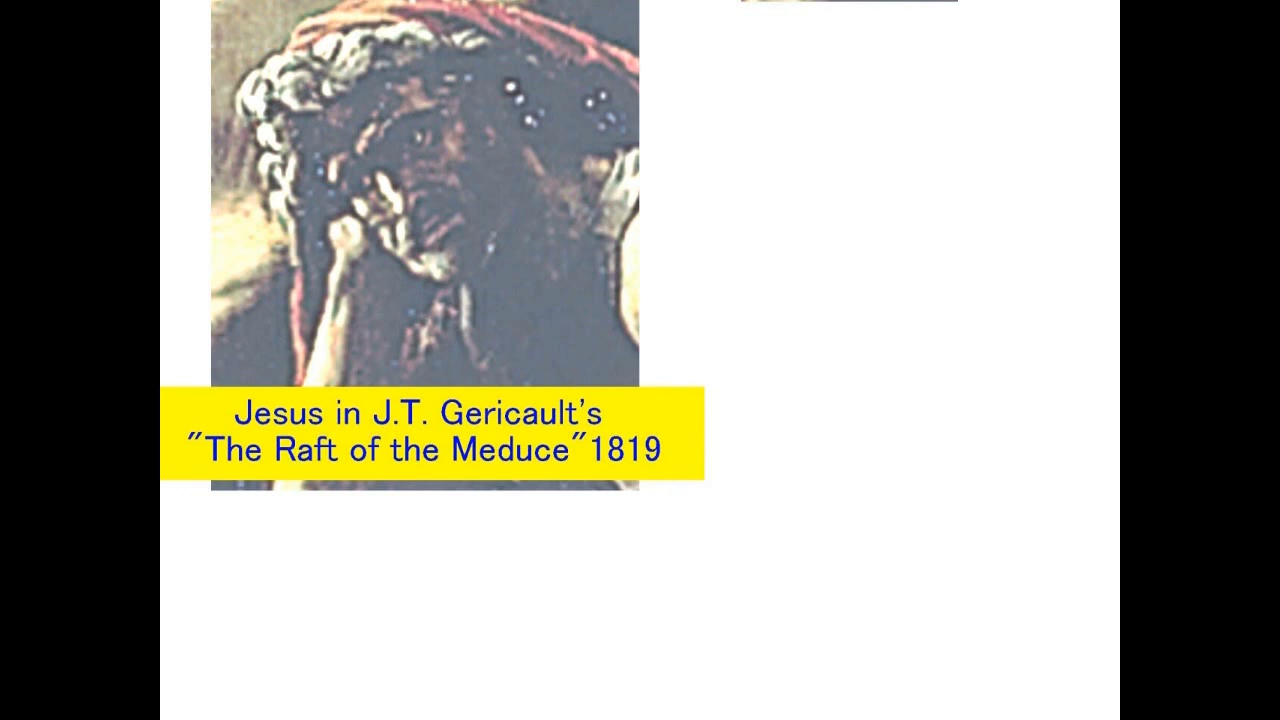 Jesus in J.T. Gericault's
"The Raft of the Meduce"1819